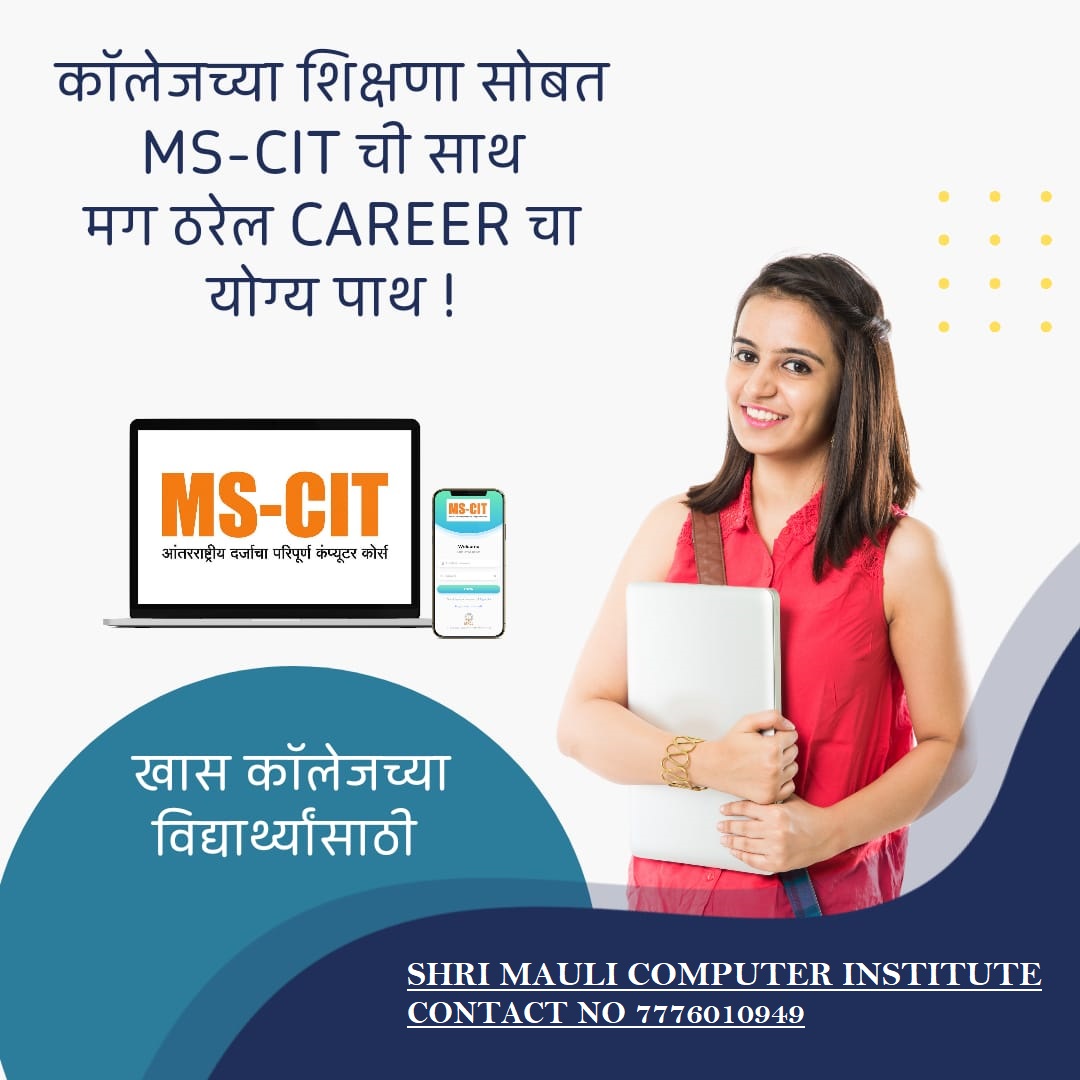 कॉलेजच्या शिक्षणा सोबत
MS-CIT ची साथ
मग ठरेल CAREER चा
योग्य पाथ !
MS-CIT
आंतरराष्ट्रीय दर्जाचा परिपूर्ण कंप्यूटर कोर्स
MS-CIT
Welcome
खास कॉलेजच्या
विद्यार्थ्यांसाठी
SHRI MAULI COMPUTER INSTITUTE
CONTACT NO 7776010949